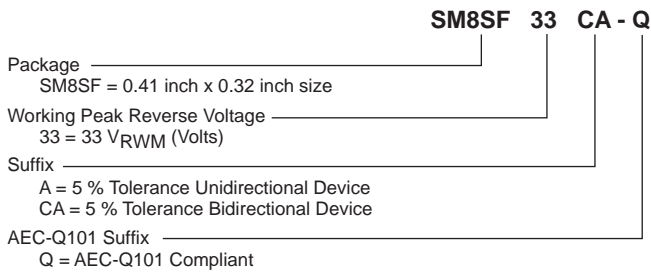 SM8SF 33 CA - Q
Package
SM8SF = 0.41 inch x 0.32 inch size
Working Peak Reverse Voltage
33 = 33 VRWM (Volts)
Suffix
A = 5 % Tolerance Unidirectional Device
CA = 5 % Tolerance Bidirectional Device
AEC-Q101 Suffix
Q = AEC-Q101 Compliant